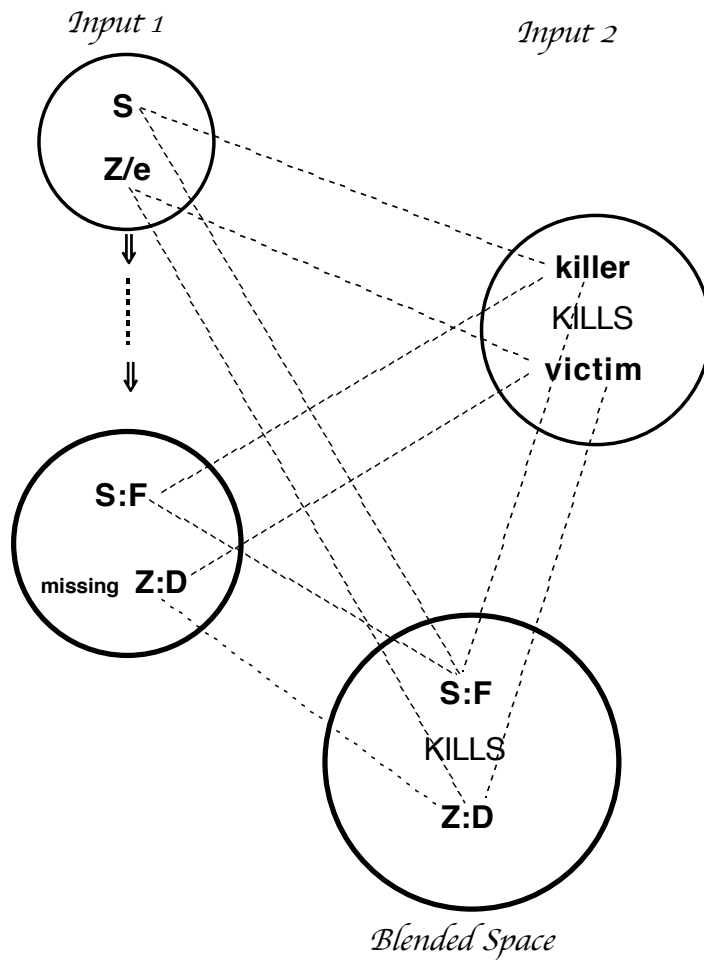 Input 1
Input 2
S
Z/e
killer
KILLS
victim
S:F
missing Z:D
S:F
KILLS
Z:D
Blended Space